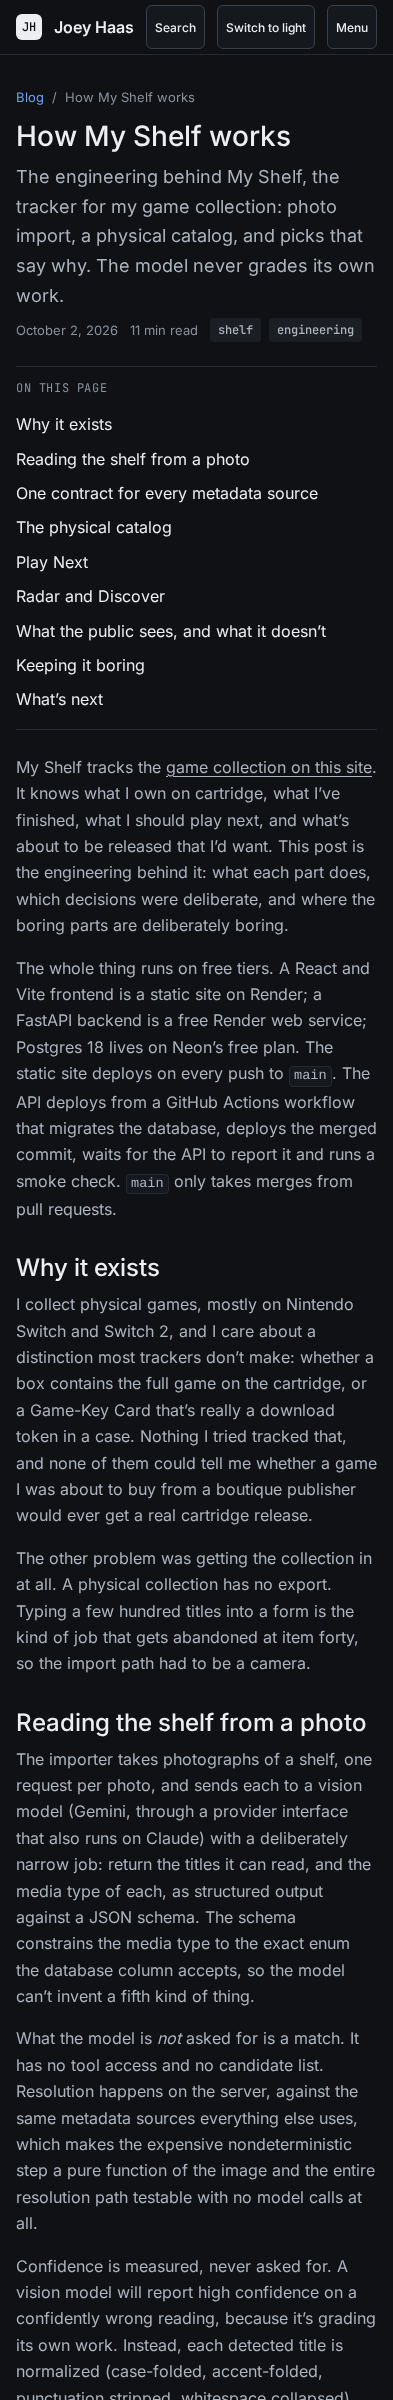 JH Joey Haas Search Switch to light Menu
Blog / How My Shelf works
How My Shelf works
The engineering behind My Shelf, the
tracker for my game collection: photo
import, a physical catalog, and picks that
say why. The model never grades its own
work.
October 2, 2026 11 min read shelf engineering
ON THIS PAGE
Why it exists
Reading the shelf from a photo
One contract for every metadata source
The physical catalog
Play Next
Radar and Discover
What the public sees, and what it doesn’t
Keeping it boring
What’s next
My Shelf tracks the game collection on this site.
It knows what I own on cartridge, what I’ve
finished, what I should play next, and what’s
about to be released that I’d want. This post is
the engineering behind it: what each part does,
which decisions were deliberate, and where the
boring parts are deliberately boring.
The whole thing runs on free tiers. A React and
Vite frontend is a static site on Render; a
FastAPI backend is a free Render web service;
Postgres 18 lives on Neon’s free plan. The
static site deploys on every push to main. The
API deploys from a GitHub Actions workflow
that migrates the database, deploys the merged
commit, waits for the API to report it and runs a
smoke check. main only takes merges from
pull requests.
Why it exists
I collect physical games, mostly on Nintendo
Switch and Switch 2, and I care about a
distinction most trackers don’t make: whether a
box contains the full game on the cartridge, or
a Game-Key Card that’s really a download
token in a case. Nothing I tried tracked that,
and none of them could tell me whether a game
I was about to buy from a boutique publisher
would ever get a real cartridge release.
The other problem was getting the collection in
at all. A physical collection has no export.
Typing a few hundred titles into a form is the
kind of job that gets abandoned at item forty,
so the import path had to be a camera.
Reading the shelf from a photo
The importer takes photographs of a shelf, one
request per photo, and sends each to a vision
model (Gemini, through a provider interface
that also runs on Claude) with a deliberately
narrow job: return the titles it can read, and the
media type of each, as structured output
against a JSON schema. The schema
constrains the media type to the exact enum
the database column accepts, so the model
can’t invent a fifth kind of thing.
What the model is not asked for is a match. It
has no tool access and no candidate list.
Resolution happens on the server, against the
same metadata sources everything else uses,
which makes the expensive nondeterministic
step a pure function of the image and the entire
resolution path testable with no model calls at
all.
Confidence is measured, never asked for. A
vision model will report high confidence on a
confidently wrong reading, because it’s grading
its own work. Instead, each detected title is
normalized (case-folded, accent-folded,
punctuation stripped, whitespace collapsed)